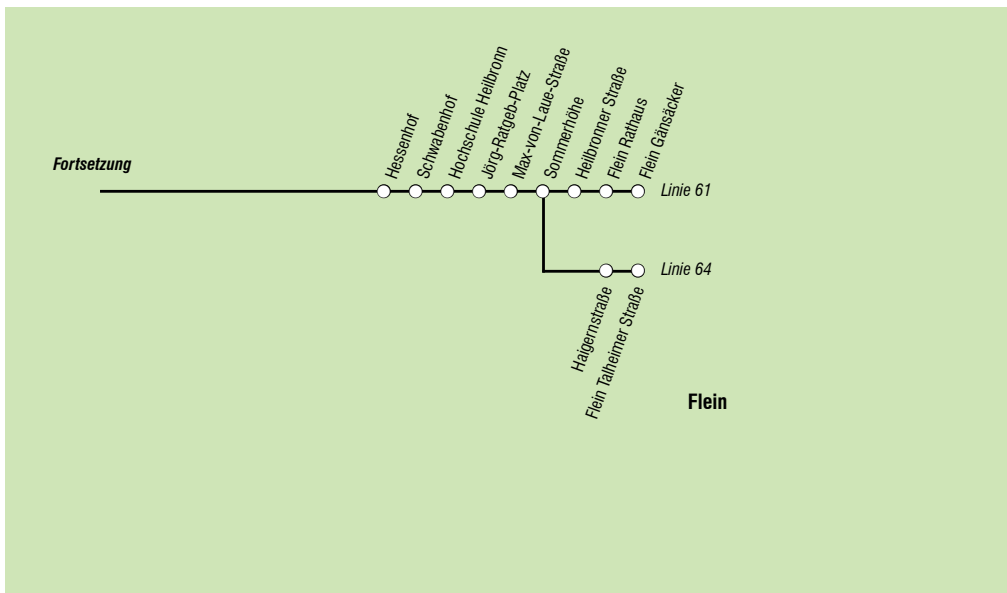 Fortsetzung
Hessenhof
Schwabenhof
Hochschule Heilbronn
Jörg-Ratgeb-Platz
Max-von-Laue-Straße
Sommerhöhe
Heilbronner Straße
Flein Rathaus
Flein Gänsäcker
Linie 61
Linie 64
Haigernstraße
Flein Talheimer Straße
Flein